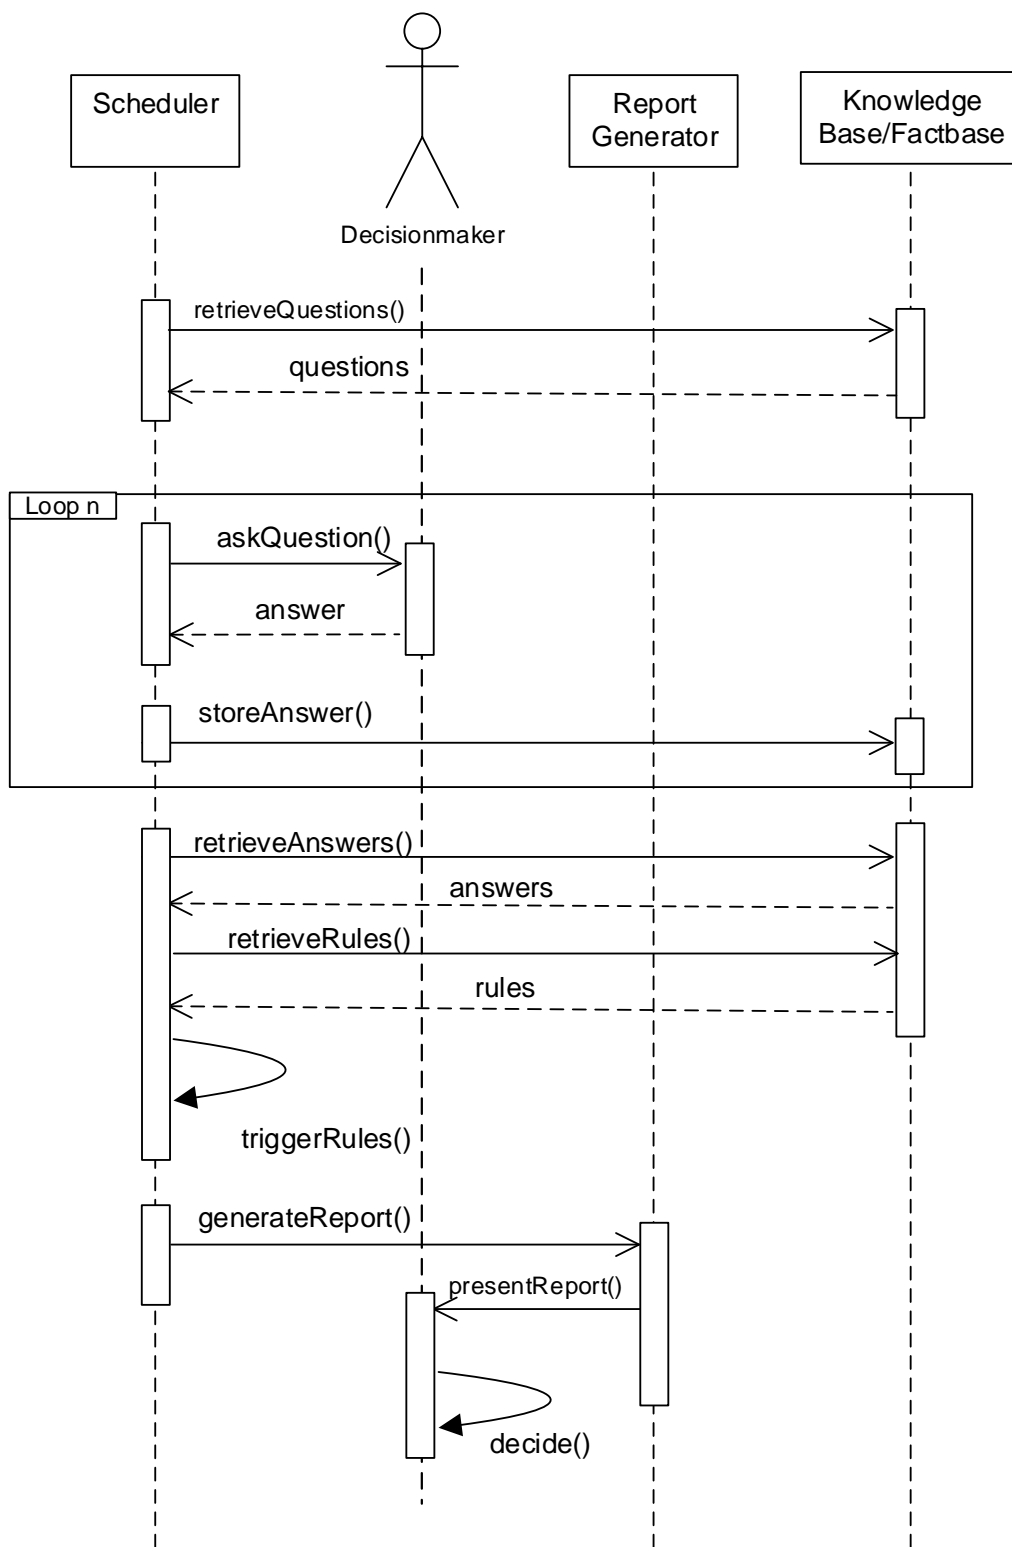 Scheduler
Report
Generator
Knowledge
Base/Factbase
Decisionmaker
retrieveQuestions()
questions
Loop n
askQuestion()
answer
storeAnswer()
retrieveAnswers()
answers
retrieveRules()
rules
triggerRules()
generateReport()
presentReport()
decide()